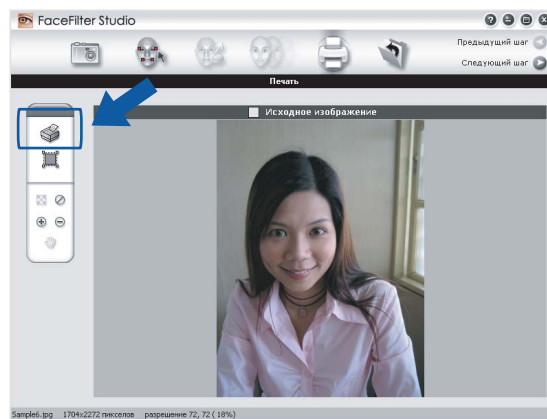 FaceFilter Studio
Предыдущий шаг
Следующий шаг
Печать
Исходное изображение
Sample6.jpg 1704x2272 пикселов разрешение 72, 72 ( 18%)